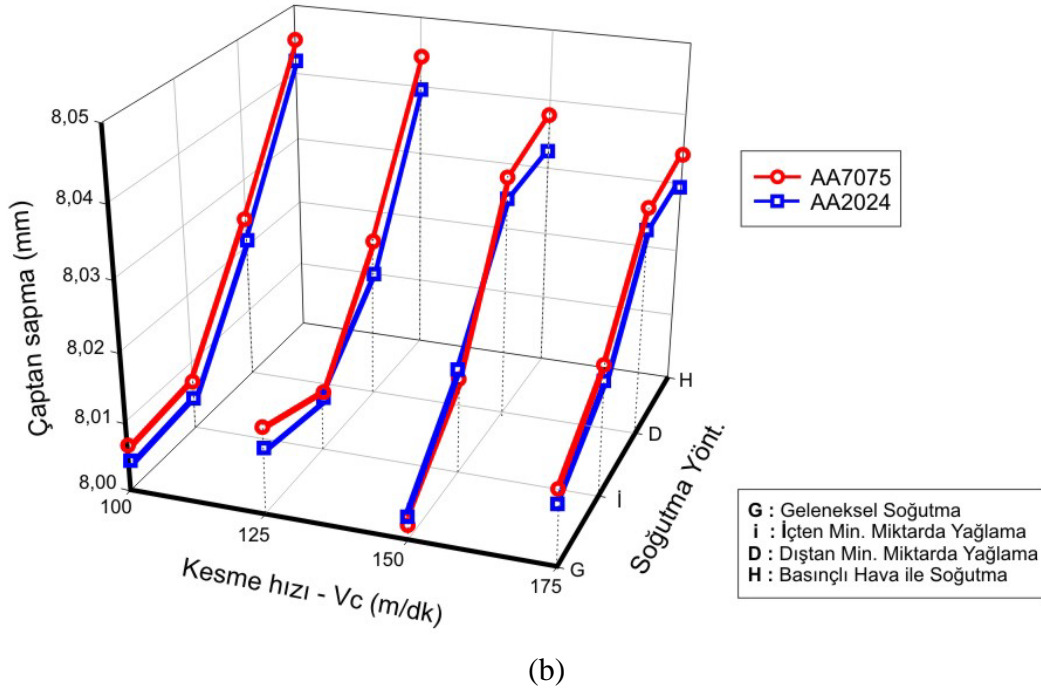 8,05
8,04
8,03
8,02
8,01
8,00
Çaptan sapma (mm)
100
125
150
175
Kesme hızı - Vc (m/dk)
G
İ
D
H
Soğutma Yönt.
AA7075
AA2024
G : Geleneksel Soğutma
i : İçten Min. Miktarda Yağlama
D : Dıştan Min. Miktarda Yağlama
H : Basınçlı Hava ile Soğutma
(b)